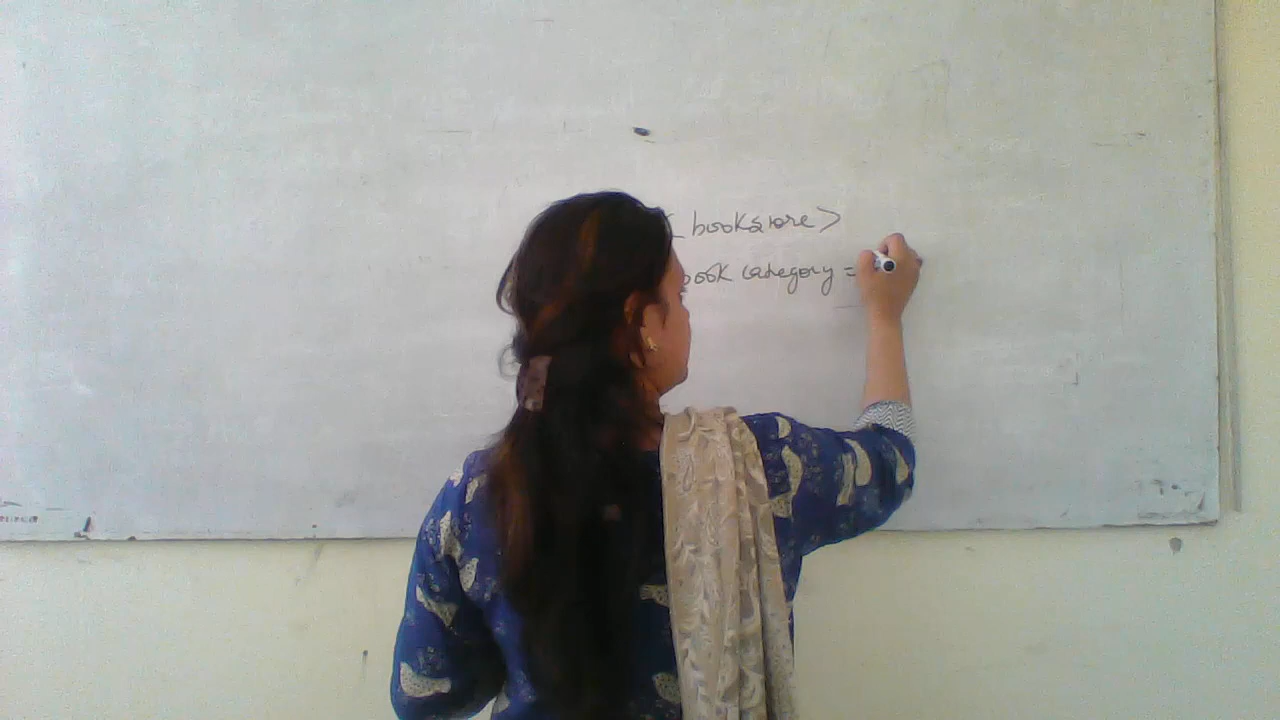 < bookstore>
book category =